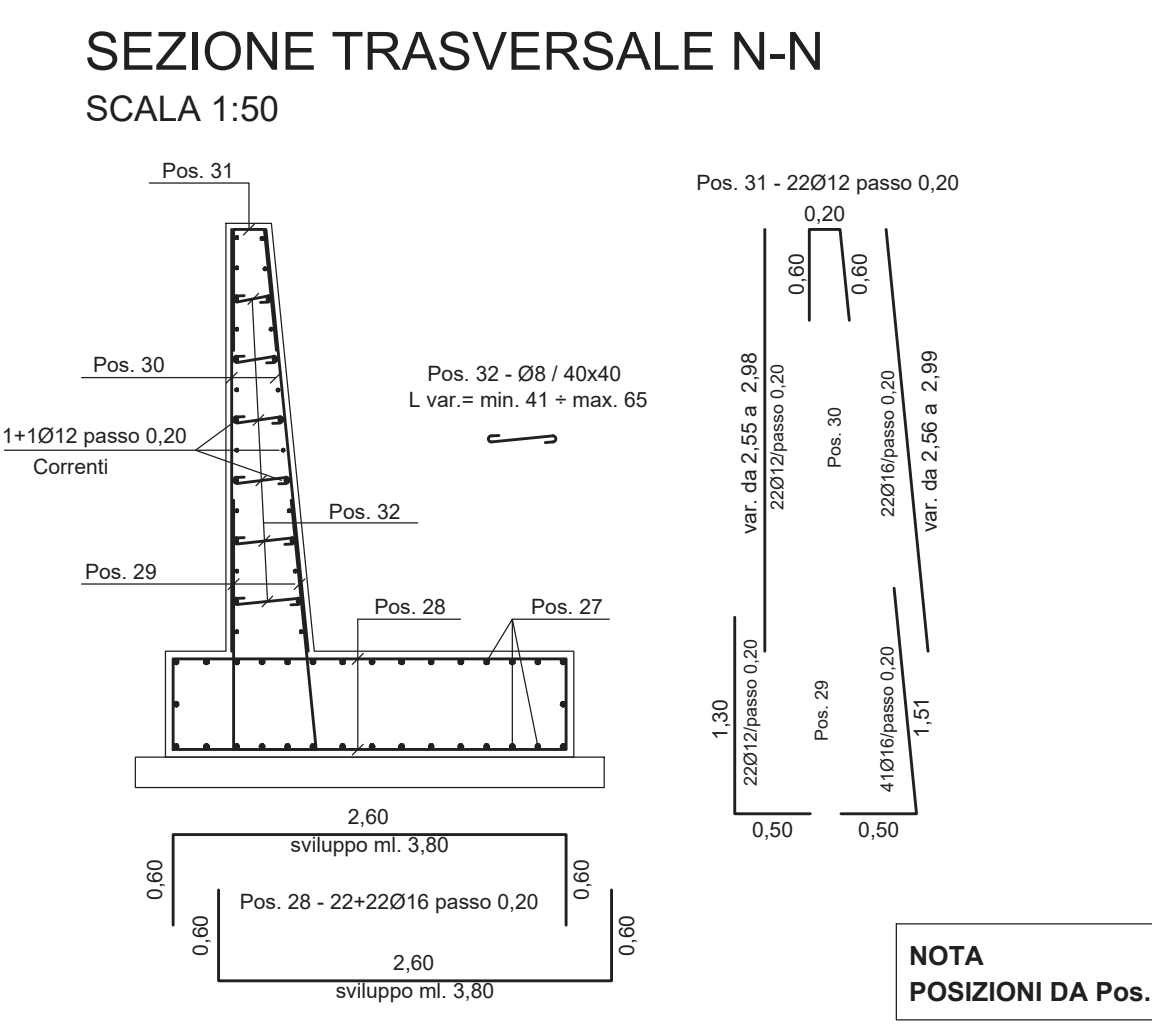 SEZIONE TRASVERSALE N-N
SCALA 1:50
Pos. 31
Pos. 30
1+1Ø12 passo 0,20
Correnti
Pos. 29
Pos. 32
Pos. 28
Pos. 27
Pos. 32 - Ø8 / 40x40
L var.= min. 41 ÷ max. 65
Pos. 31 - 22Ø12 passo 0,20
0,20
0,60
0,60
var. da 2,55 a 2,98
22Ø12/passo 0,20
Pos. 30
22Ø16/passo 0,20
var. da 2,56 a 2,99
1,30
22Ø12/passo 0,20
Pos. 29
41Ø16/passo 0,20
1,51
0,50
0,50
2,60
sviluppo ml. 3,80
0,60
0,60
Pos. 28 - 22+22Ø16 passo 0,20
0,60
0,60
2,60
sviluppo ml. 3,80
NOTA
POSIZIONI DA Pos.